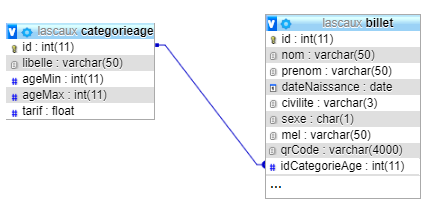 lascaux categorieage
id : int(11)
libelle : varchar(50)
ageMin : int(11)
ageMax : int(11)
tarif : float
lascaux billet
id : int(11)
nom : varchar(50)
prenom : varchar(50)
dateNaissance : date
civilite : varchar(3)
sexe : char(1)
mel : varchar(50)
qrCode : varchar(4000)
idCategorieAge : int(11)
...